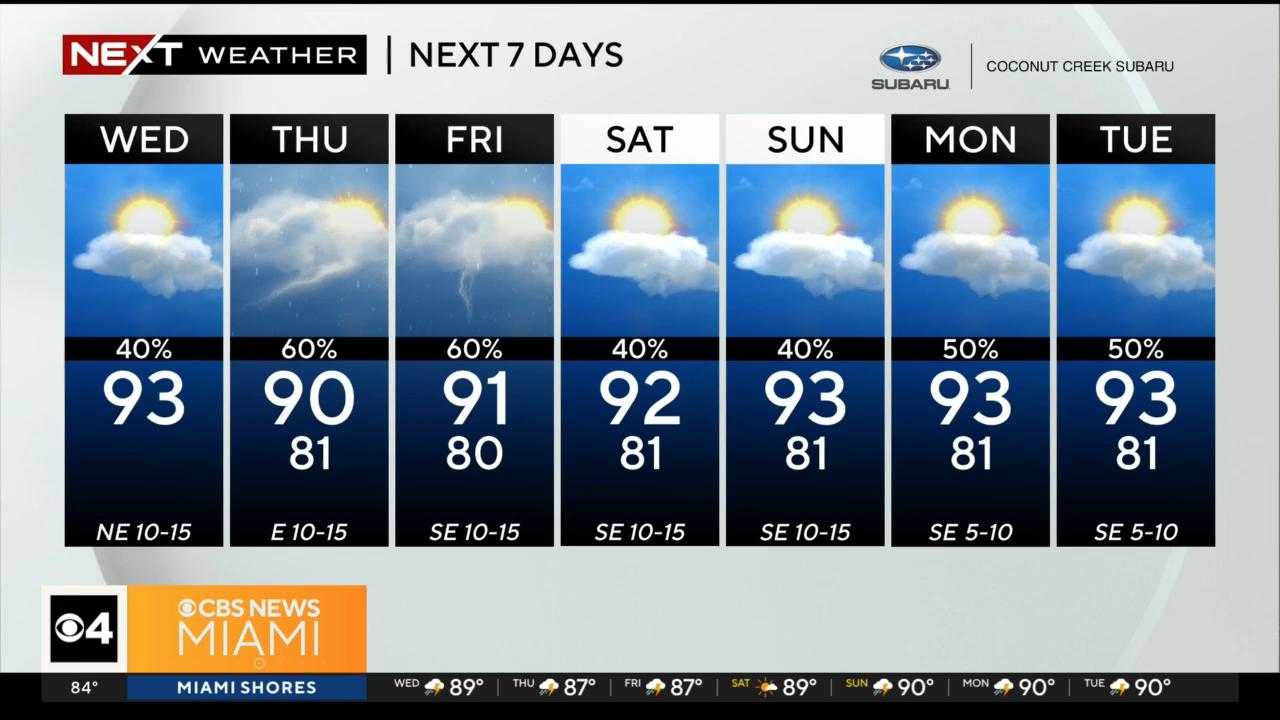 NEXT WEATHER | NEXT 7 DAYS
SUBARU
COCONUT CREEK SUBARU
WED THU FRI SAT SUN MON TUE
40% 60% 60% 40% 40% 50% 50%
93 90 91 92 93 93 93
81 80 81 81 81 81
NE 10-15 E 10-15 SE 10-15 SE 10-15 SE 10-15 SE 5-10 SE 5-10
4
CBS NEWS
MIAMI
84° MIAMI SHORES WED 89° THU 87° FRI 87° SAT 89° SUN 90° MON 90° TUE 90°